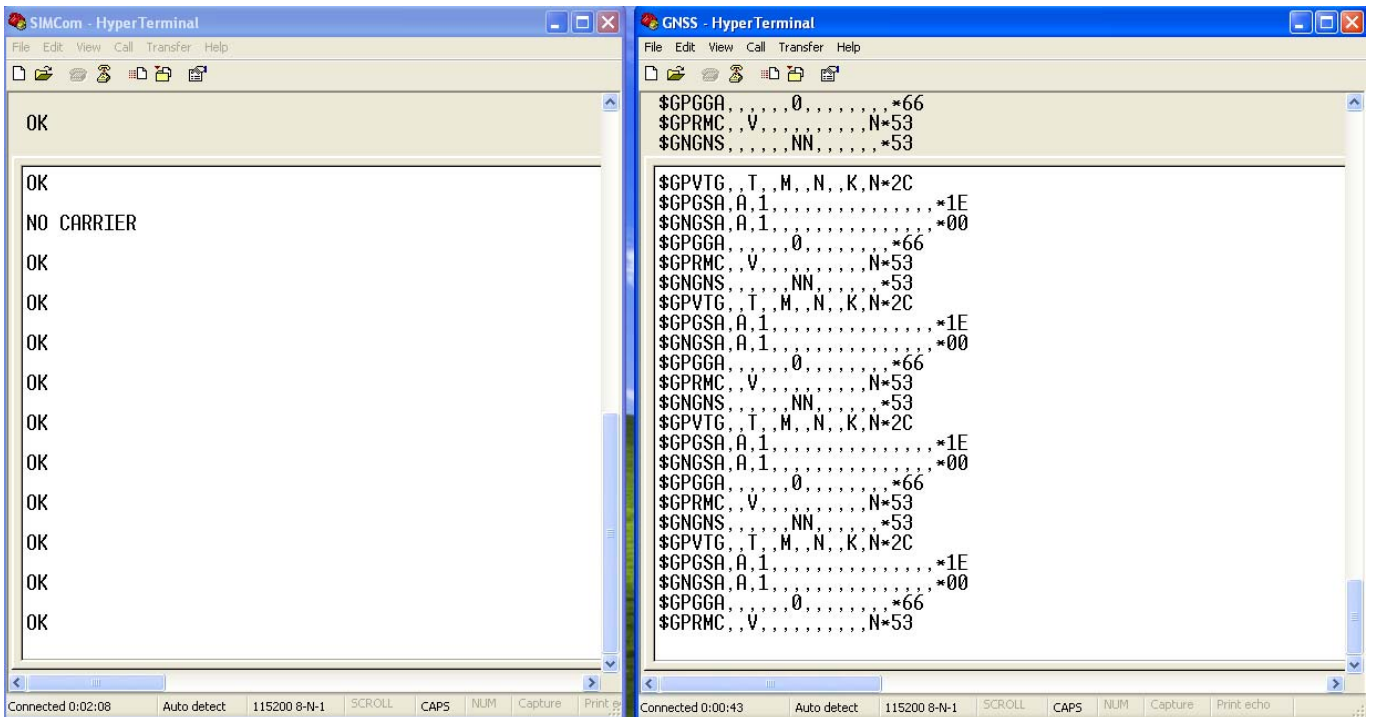 SIMCom - HyperTerminal
File Edit View Call Transfer Help
OK
OK
NO CARRIER
OK
OK
OK
OK
OK
OK
OK
OK
OK
OK
Connected 0:02:08 Auto detect 115200 8-N-1 SCROLL CAPS NUM Capture Print e
GNSS - HyperTerminal
File Edit View Call Transfer Help
$GPGGA,,,,,,0,,,,,,,,*66
$GPRMC,,V,,,,,,,,,,N*53
$GNGNS,,,,,,NN,,,,,,*53
$GPVTG,,T,,M,,N,,K,N*2C
$GPGSA,A,1,,,,,,,,,,,,,,,*1E
$GNGSA,A,1,,,,,,,,,,,,,,,*00
$GPGGA,,,,,,0,,,,,,,,*66
$GPRMC,,V,,,,,,,,,,N*53
$GNGNS,,,,,,NN,,,,,,*53
$GPVTG,,T,,M,,N,,K,N*2C
$GPGSA,A,1,,,,,,,,,,,,,,,*1E
$GNGSA,A,1,,,,,,,,,,,,,,,*00
$GPGGA,,,,,,0,,,,,,,,*66
$GPRMC,,V,,,,,,,,,,N*53
$GNGNS,,,,,,NN,,,,,,*53
$GPVTG,,T,,M,,N,,K,N*2C
$GPGSA,A,1,,,,,,,,,,,,,,,*1E
$GNGSA,A,1,,,,,,,,,,,,,,,*00
$GPGGA,,,,,,0,,,,,,,,*66
$GPRMC,,V,,,,,,,,,,N*53
$GNGNS,,,,,,NN,,,,,,*53
$GPVTG,,T,,M,,N,,K,N*2C
$GPGSA,A,1,,,,,,,,,,,,,,,*1E
$GNGSA,A,1,,,,,,,,,,,,,,,*00
$GPGGA,,,,,,0,,,,,,,,*66
$GPRMC,,V,,,,,,,,,,N*53
Connected 0:00:43 Auto detect 115200 8-N-1 SCROLL CAPS NUM Capture Print echo